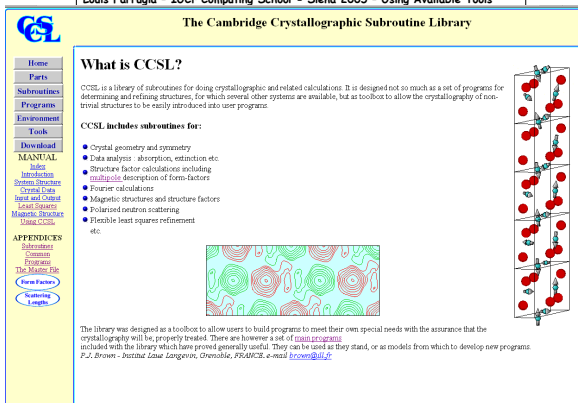 Louis Farrugia - IUCr Computing School - Siena 2005 - Using Available Tools
CCSL
The Cambridge Crystallographic Subroutine Library
Home
Parts
Subroutines
Programs
Environment
Tools
Download
MANUAL
Index
Introduction
System Structure
Crystal Data
Input and Output
Least Squares
Magnetic Structure
Using CCSL
APPENDICES
Subroutines
Common
Programs
The Master File
Form Factors
Scattering
Lengths
What is CCSL?
CCSL is a library of subroutines for doing crystallographic and related calculations. It is designed not so much as a set of programs for
determining and refining structures, for which several other systems are available, but as toolbox to allow the crystallography of non-
trivial structures to be easily introduced into user programs.
CCSL includes subroutines for:
Crystal geometry and symmetry
Data analysis : absorption, extinction etc
Structure factor calculations including
multipole description of form-factors
Fourier calculations
Magnetic structures and structure factors
Polarised neutron scattering
Flexible least squares refinement
etc.
The library was designed as a toolbox to allow users to build programs to meet their own special needs with the assurance that the
crystallography will be, properly treated. There are however a set of main programs
included with the library which have proved generally useful. They can be used as they stand, or as models from which to develop new programs.
P.J. Brown - Institut Laue Langevin, Grenoble, FRANCE. e-mail brown@ill.fr